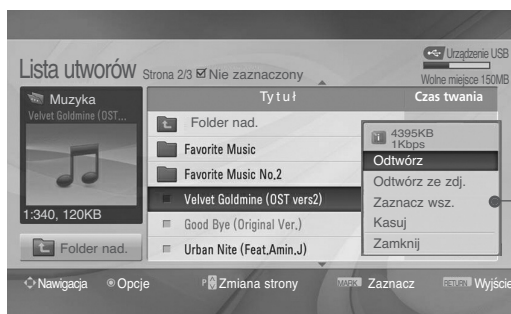 Urządzenie USB
Lista utworów Strona 2/3 Nie zaznaczony
Wolne miejsce 150MB
Muzyka
Velvet Goldmine (OST...
1:340, 120KB
Folder nad.
Tytuł Czas twania
Folder nad.
Favorite Music
Favorite Music No.2
Velvet Goldmine (OST vers2)
Good Bye (Original Ver.)
Urban Nite (Feat.Amin.J)
4395KB
1Kbps
Odtwórz
Odtwórz ze zdj.
Zaznacz wsz.
Kasuj
Zamknij
Nawigacja Opcje P Zmiana strony MARK Zaznacz RETURN Wyjście